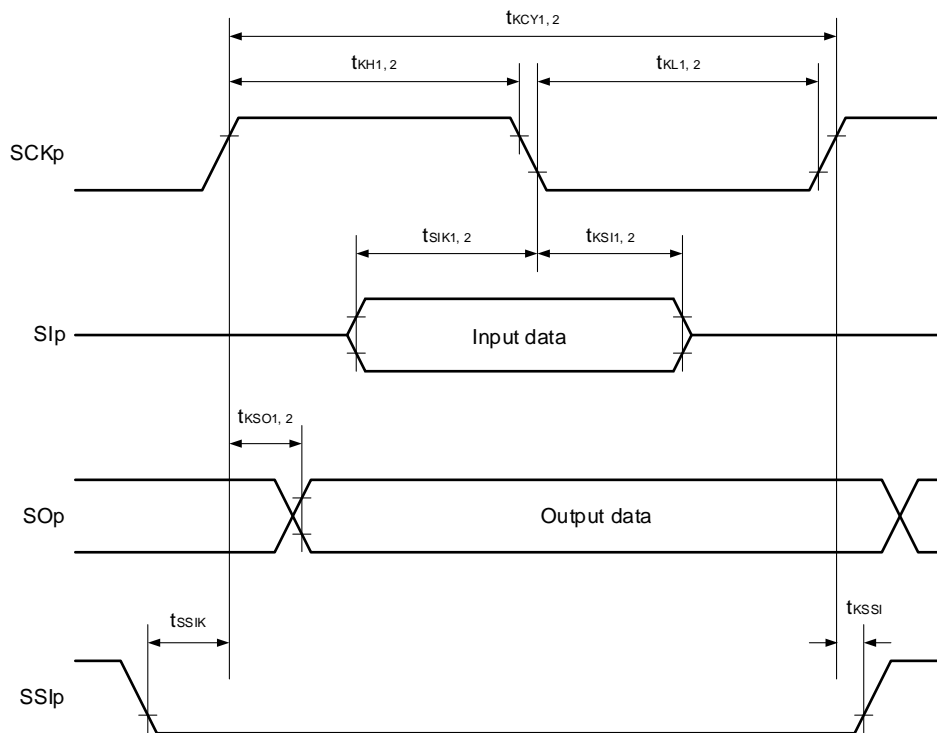 tKCY1, 2
tKH1, 2
tKL1, 2
SCKp
tSIK1, 2
tKSI1, 2
SIp
Input data
tKSO1, 2
SOp
Output data
tSSIK
tKSSI
SSIp